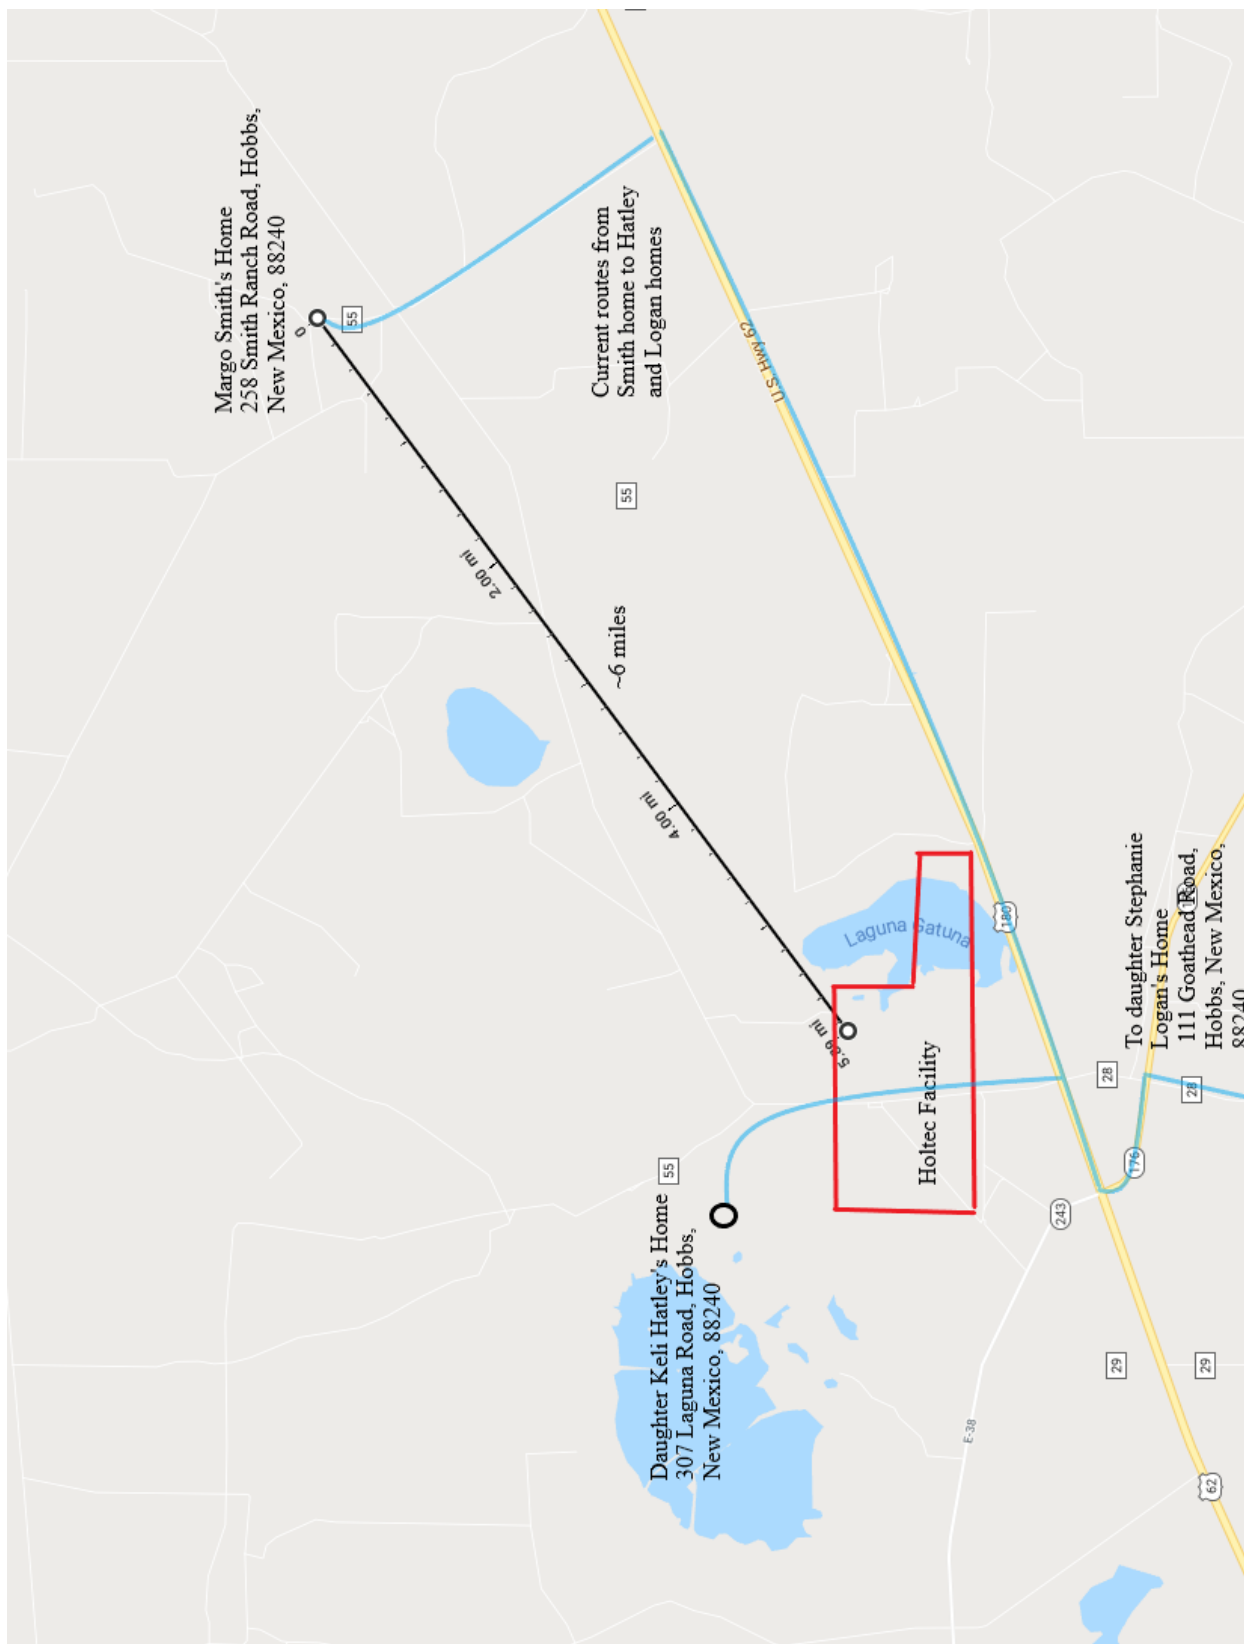 Margo Smith's Home
258 Smith Ranch Road, Hobbs,
New Mexico, 88240
0
55
2.00 mi
Current routes from
Smith home to Hatley
and Logan homes
55
~6 miles
4.00 mi
Daughter Keli Hatley's Home
307 Laguna Road, Hobbs,
New Mexico, 88240
55
U.S. Hwy 62
5.89 mi
Laguna Gatuna
Holtec Facility
E-38
180
243
28
29
To daughter Stephanie
Logan's Home
111 Goathead Road,
Hobbs, New Mexico,
88240
176
28
29
62